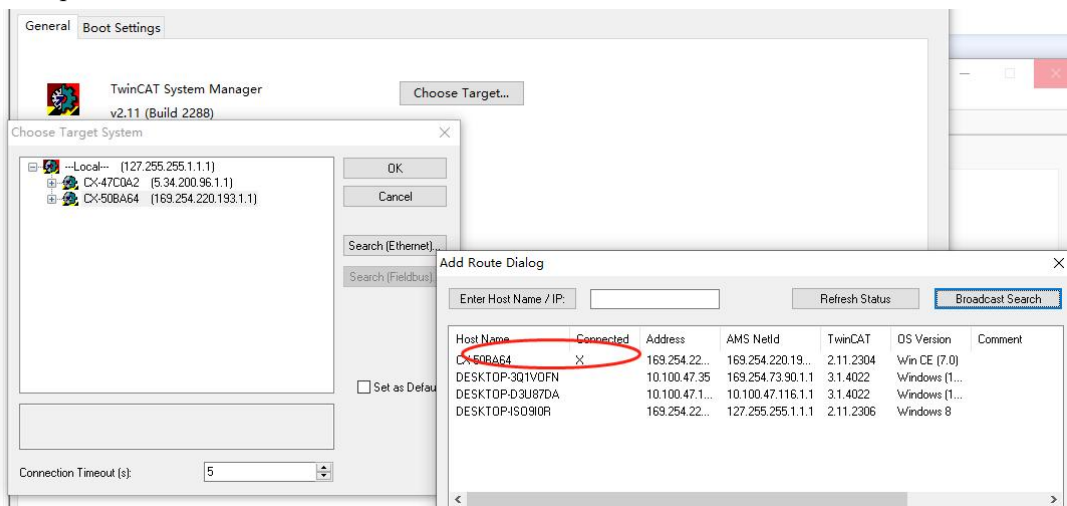 General Boot Settings
TwinCAT System Manager
v2.11 (Build 2288)
Choose Target...
Choose Target System
---Local--- (127.255.255.1.1.1)
CX-47C0A2 (5.34.200.96.1.1)
CX-50BA64 (169.254.220.193.1.1)
OK
Cancel
Search (Ethernet)...
Search (Fieldbus)
Set as Defau
Connection Timeout (s): 5
Add Route Dialog
Enter Host Name / IP: Refresh Status Broadcast Search
Host Name Connected Address AMS NetId TwinCAT OS Version Comment
CX-50BA64 X 169.254.22... 169.254.220.19... 2.11.2304 Win CE (7.0)
DESKTOP-3Q1VOFN 10.100.47.35 169.254.73.90.1.1 3.1.4022 Windows (1...
DESKTOP-D3U87DA 10.100.47.1... 10.100.47.116.1.1 3.1.4022 Windows (1...
DESKTOP-ISO9I0R 169.254.22... 127.255.255.1.1.1 2.11.2306 Windows 8